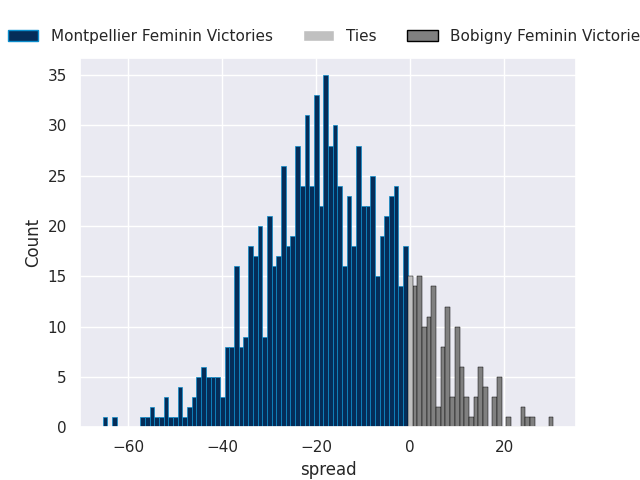 Montpellier Feminin Victories Ties Bobigny Feminin Victorie
35
30
25
20
15
10
5
0
Count
−60 −40 −20 0 20
spread